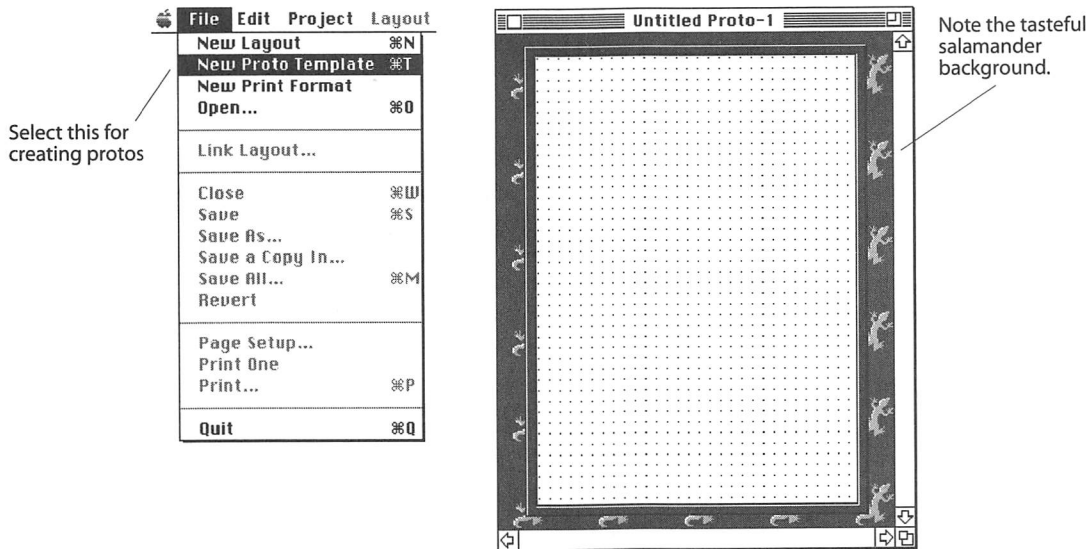 File Edit Project Layout
New Layout ⌘N
New Proto Template ⌘T
New Print Format
Open... ⌘O
Link Layout...
Close ⌘W
Save ⌘S
Save As...
Save a Copy In...
Save All... ⌘M
Revert
Page Setup...
Print One
Print... ⌘P
Quit ⌘Q
Select this for
creating protos
Untitled Proto-1
Note the tasteful
salamander
background.